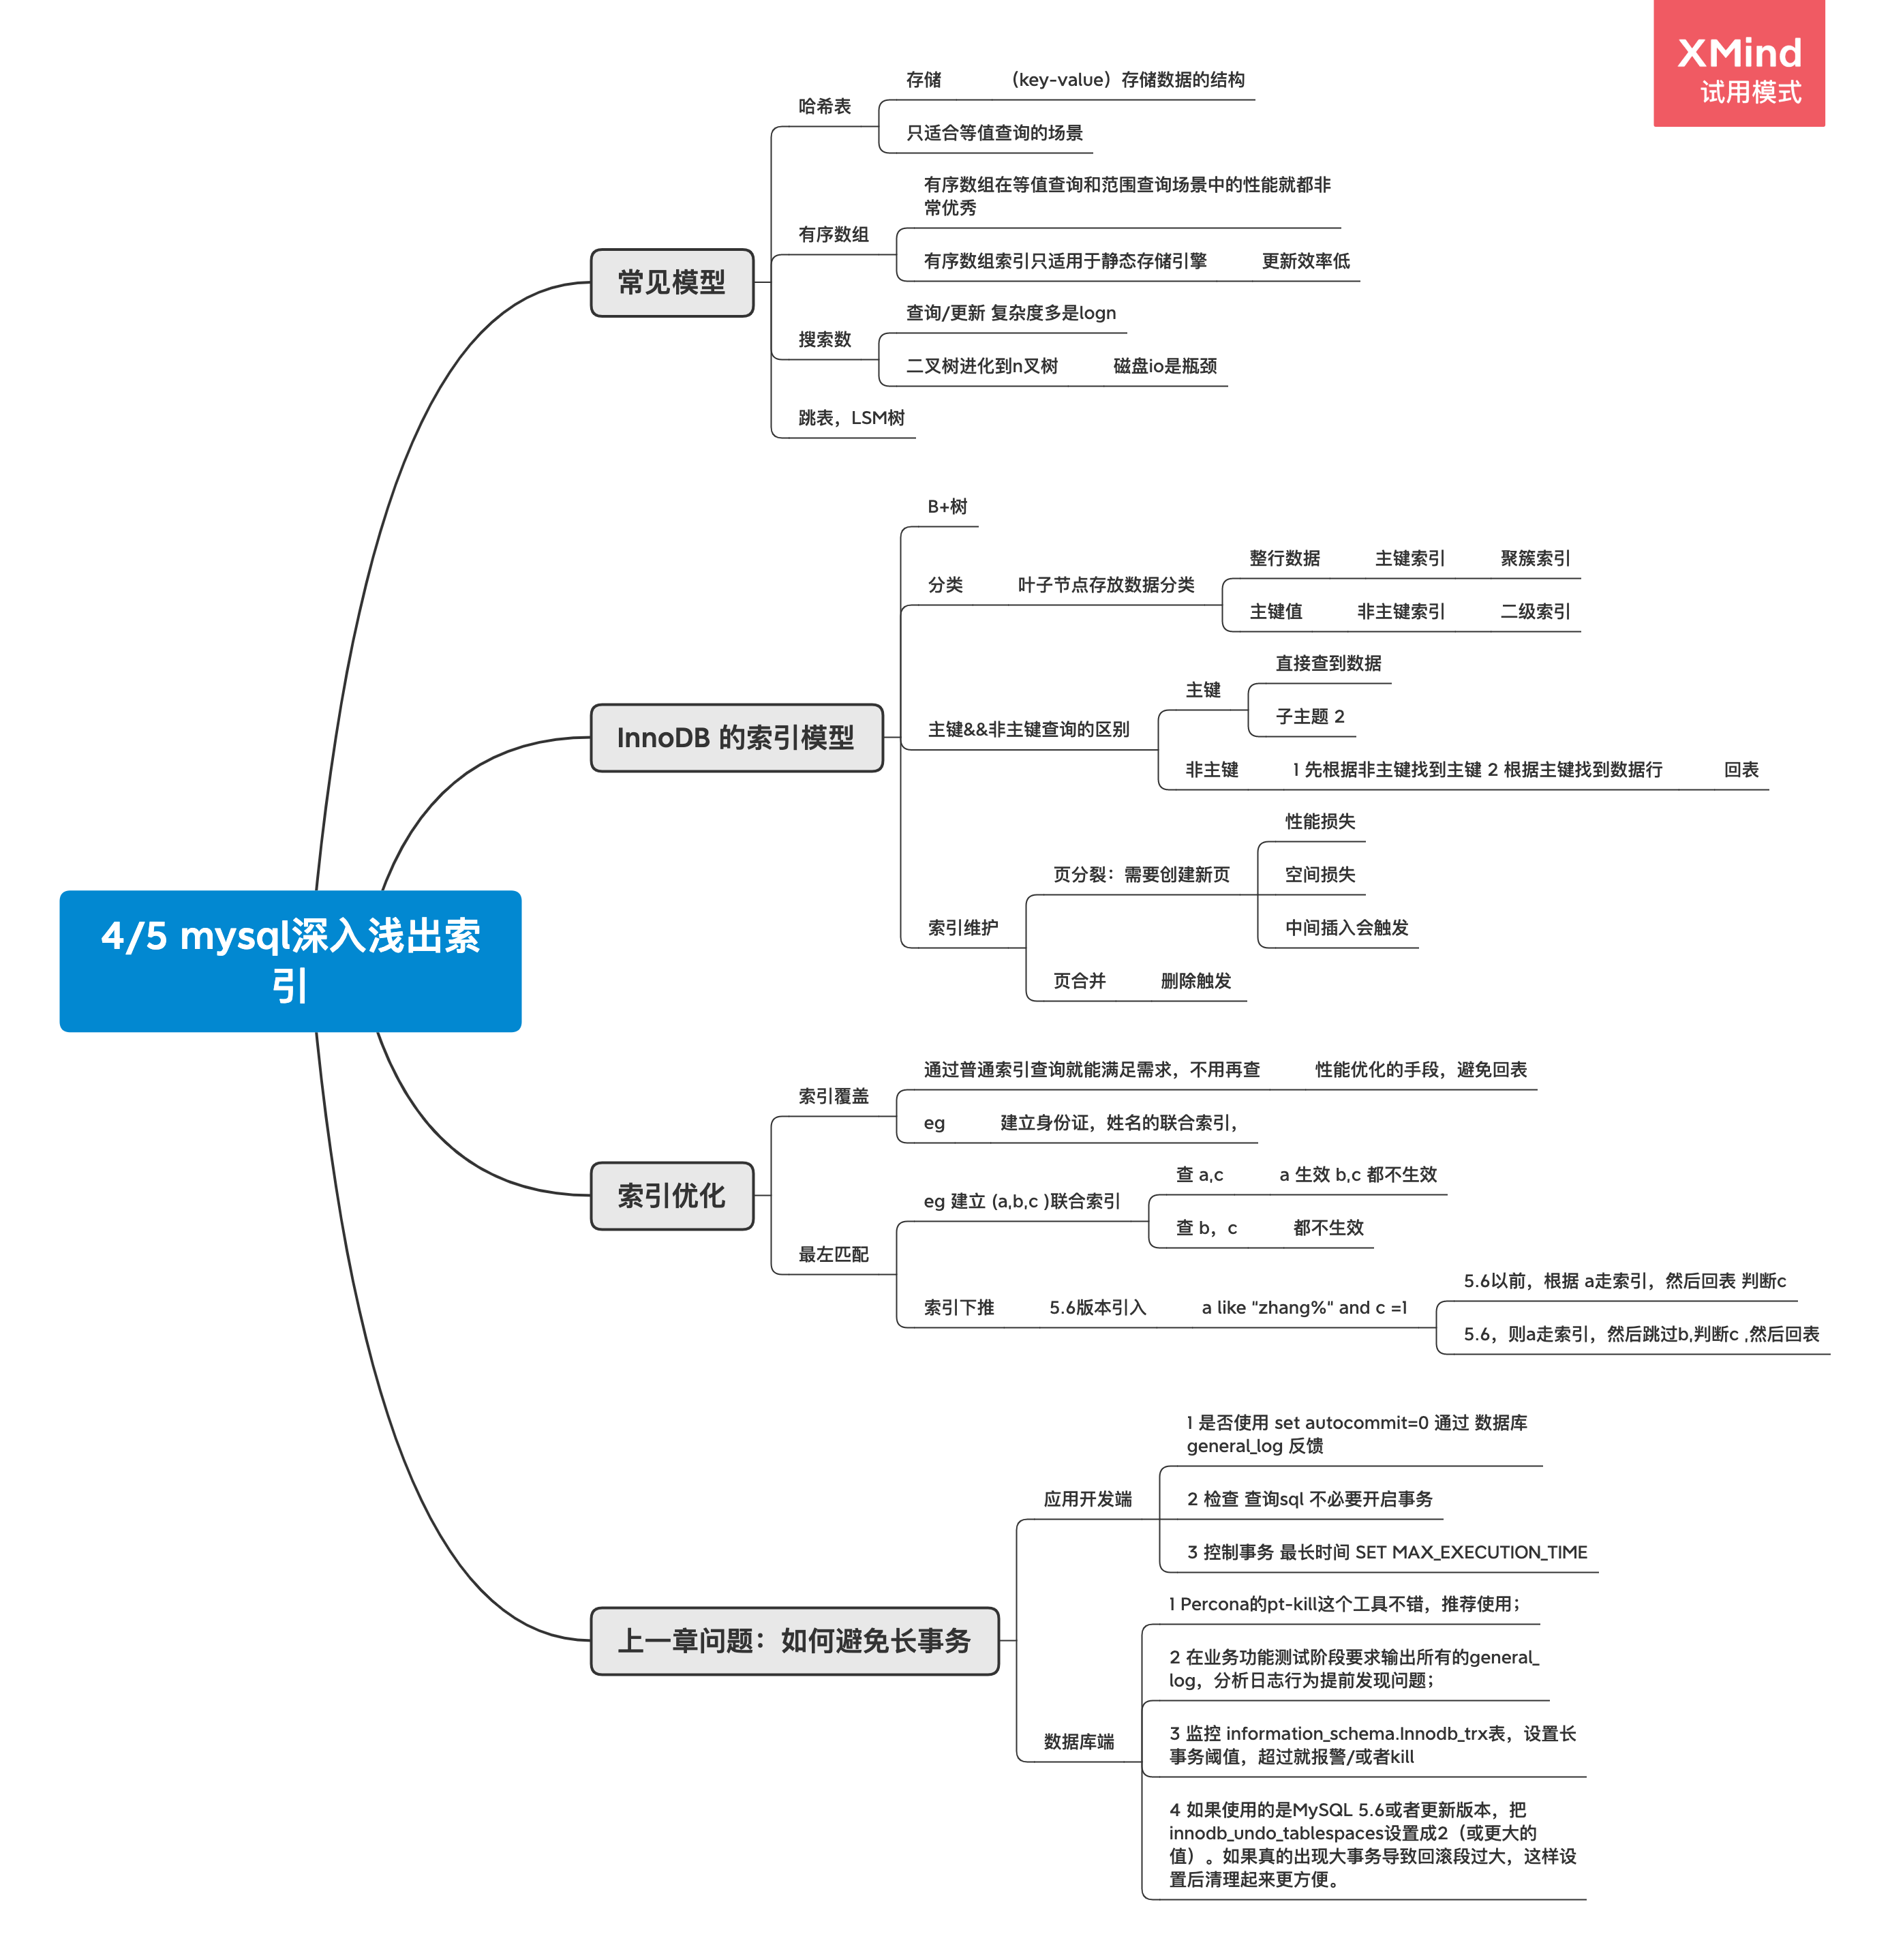 XMind
试用模式
4/5 mysql深入浅出索
引
常见模型
哈希表
存储
（key-value）存储数据的结构
只适合等值查询的场景
有序数组
有序数组在等值查询和范围查询场景中的性能就都非
常优秀
有序数组索引只适用于静态存储引擎
更新效率低
搜索数
查询/更新 复杂度多是logn
二叉树进化到n叉树
磁盘io是瓶颈
跳表，LSM树
InnoDB 的索引模型
B+树
分类
叶子节点存放数据分类
整行数据
主键索引
聚簇索引
主键值
非主键索引
二级索引
主键&&非主键查询的区别
主键
直接查到数据
子主题 2
非主键
1 先根据非主键找到主键 2 根据主键找到数据行
回表
索引维护
页分裂：需要创建新页
性能损失
空间损失
中间插入会触发
页合并
删除触发
索引优化
索引覆盖
通过普通索引查询就能满足需求，不用再查
性能优化的手段，避免回表
eg
建立身份证，姓名的联合索引，
最左匹配
eg 建立 (a,b,c )联合索引
查 a,c
a 生效 b,c 都不生效
查 b，c
都不生效
索引下推
5.6版本引入
a like "zhang%" and c =1
5.6以前，根据 a走索引，然后回表 判断c
5.6，则a走索引，然后跳过b,判断c ,然后回表
上一章问题：如何避免长事务
应用开发端
1 是否使用 set autocommit=0 通过 数据库
general_log 反馈
2 检查 查询sql 不必要开启事务
3 控制事务 最长时间 SET MAX_EXECUTION_TIME
数据库端
1 Percona的pt-kill这个工具不错，推荐使用；
2 在业务功能测试阶段要求输出所有的general_
log，分析日志行为提前发现问题；
3 监控 information_schema.Innodb_trx表，设置长
事务阈值，超过就报警/或者kill
4 如果使用的是MySQL 5.6或者更新版本，把
innodb_undo_tablespaces设置成2（或更大的
值）。如果真的出现大事务导致回滚段过大，这样设
置后清理起来更方便。